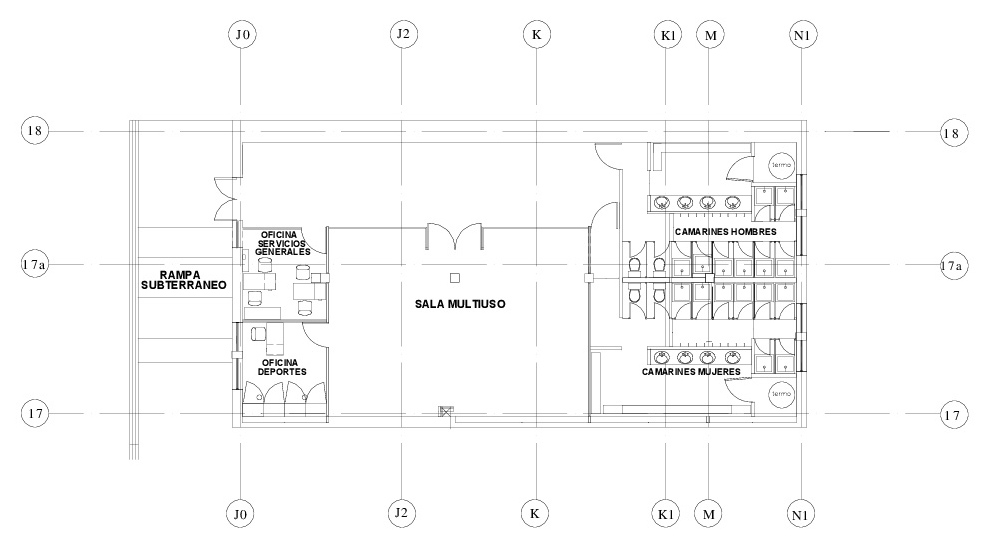 J0 J2 K K1 M N1
18 18
termo
OFICINA
SERVICIOS
GENERALES
CAMARINES HOMBRES
17a 17a
RAMPA
SUBTERRANEO
SALA MULTIUSO
OFICINA
DEPORTES
CAMARINES MUJERES
termo
17 17
J0 J2 K K1 M N1